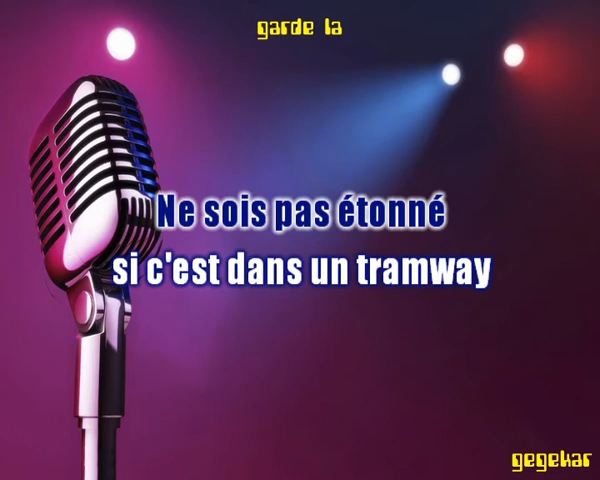 garde la
Ne sois pas étonné
si c'est dans un tramway
gegekar